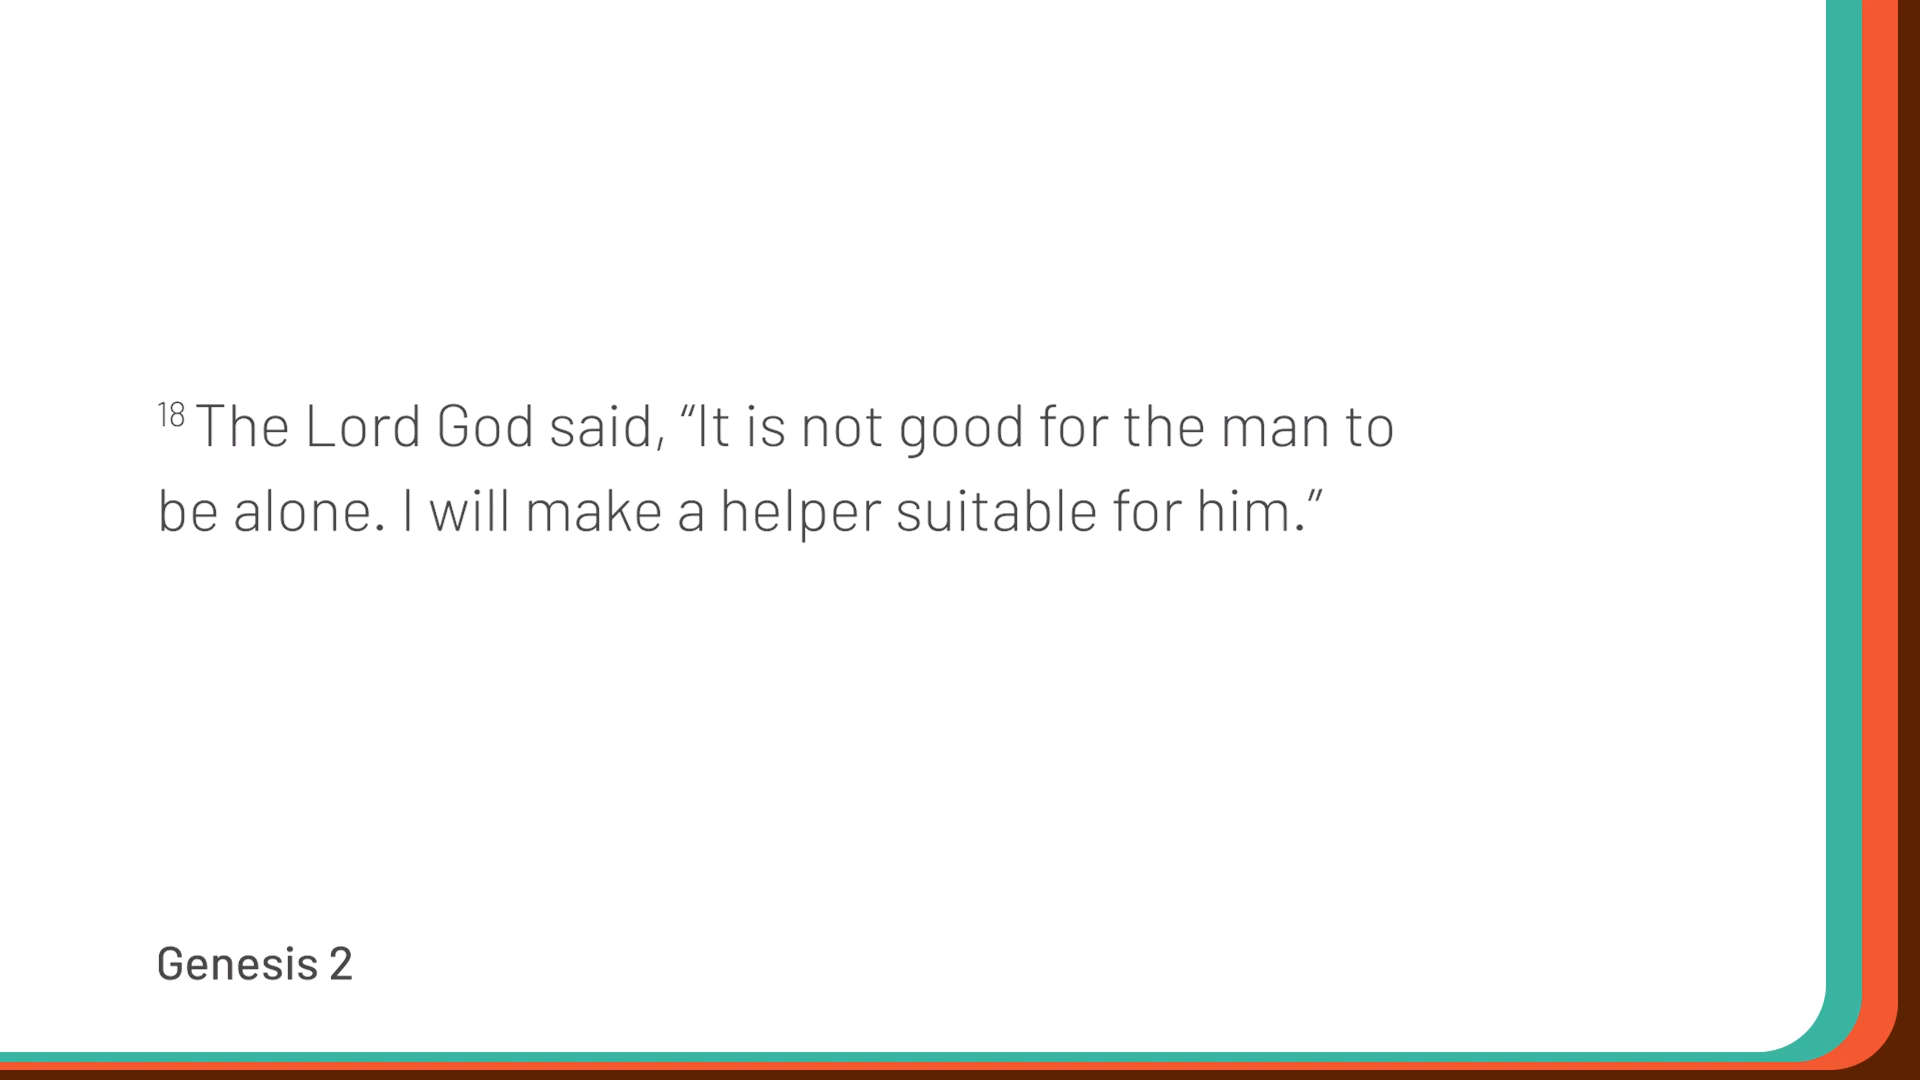 18 The Lord God said, “It is not good for the man to
be alone. I will make a helper suitable for him.”
Genesis 2